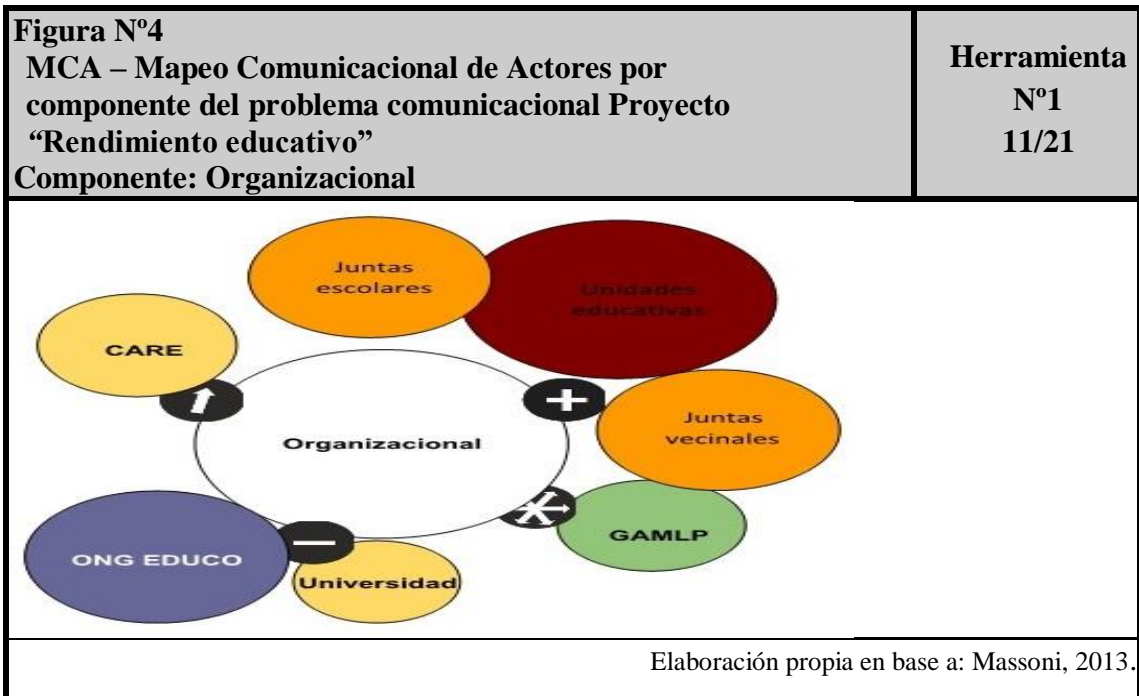 Figura Nº4
MCA – Mapeo Comunicacional de Actores por
componente del problema comunicacional Proyecto
“Rendimiento educativo”
Componente: Organizacional
Herramienta
Nº1
11/21
Juntas
escolares
Unidades
educativas
CARE
Organizacional
Juntas
vecinales
GAMLP
ONG EDUCO
Universidad
Elaboración propia en base a: Massoni, 2013.